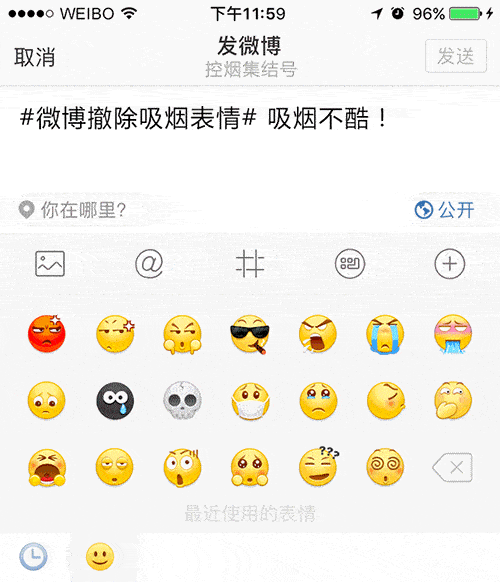 WEIBO 下午11:59 96%
取消 发微博 发送
控烟集结号
#微博撤除吸烟表情# 吸烟不酷！
你在哪里? 公开
@
???
最近使用的表情